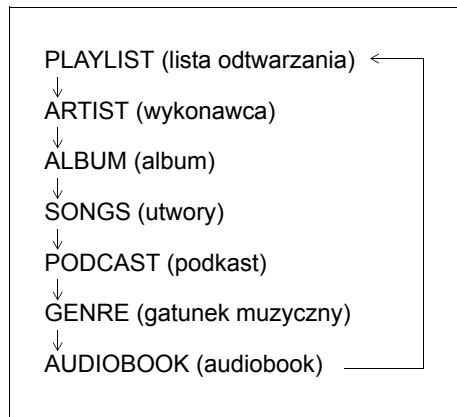 PLAYLIST (lista odtwarzania)
ARTIST (wykonawca)
ALBUM (album)
SONGS (utwory)
PODCAST (podkast)
GENRE (gatunek muzyczny)
AUDIOBOOK (audiobook)